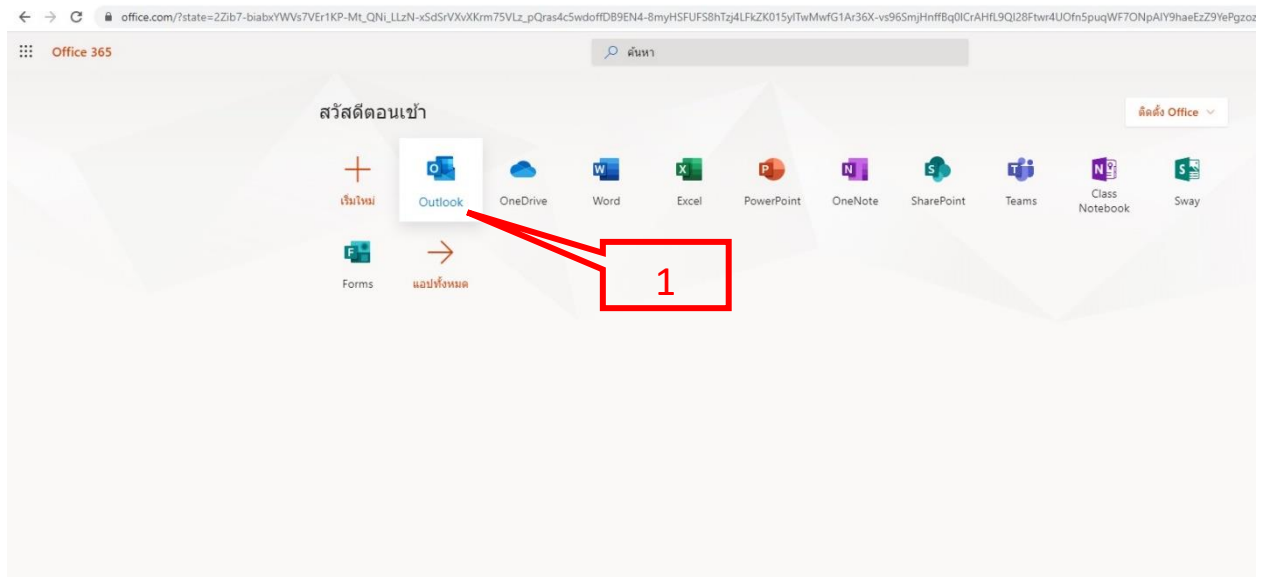 office.com/?state=2Zib7-biabxYWVs7VEr1KP-Mt_QNi_LLzN-xSdSrVXvXKrm75VLz_pQras4c5wdoffDB9EN4-8myHSFUFS8hTzj4LFkZK015yITwMwfG1Ar36X-vs96SmjHnffBq0ICrAHfL9QI28Ftwr4UOfn5puqWF7ONpAIY9haeEzZ9YePgzoz
Office 365
ค้นหา
สวัสดีตอนเช้า
ติดตั้ง Office
เริ่มใหม่
Outlook
OneDrive
Word
Excel
PowerPoint
OneNote
SharePoint
Teams
Class
Notebook
Sway
Forms
แอปทั้งหมด
1